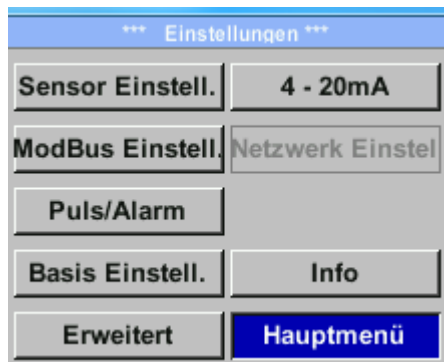 *** Einstellungen ***
Sensor Einstell.
4 - 20mA
ModBus Einstell.
Netzwerk Einstel
Puls/Alarm
Basis Einstell.
Info
Erweitert
Hauptmenü